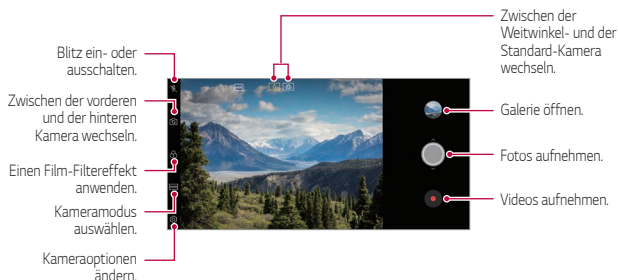 Zwischen der
Weitwinkel- und der
Standard-Kamera
wechseln.
Blitz ein- oder
ausschalten.
Zwischen der vorderen
und der hinteren
Kamera wechseln.
Galerie öffnen.
Einen Film-Filtereffekt
anwenden.
Fotos aufnehmen.
Kameramodus
auswählen.
Videos aufnehmen.
Kameraoptionen
ändern.